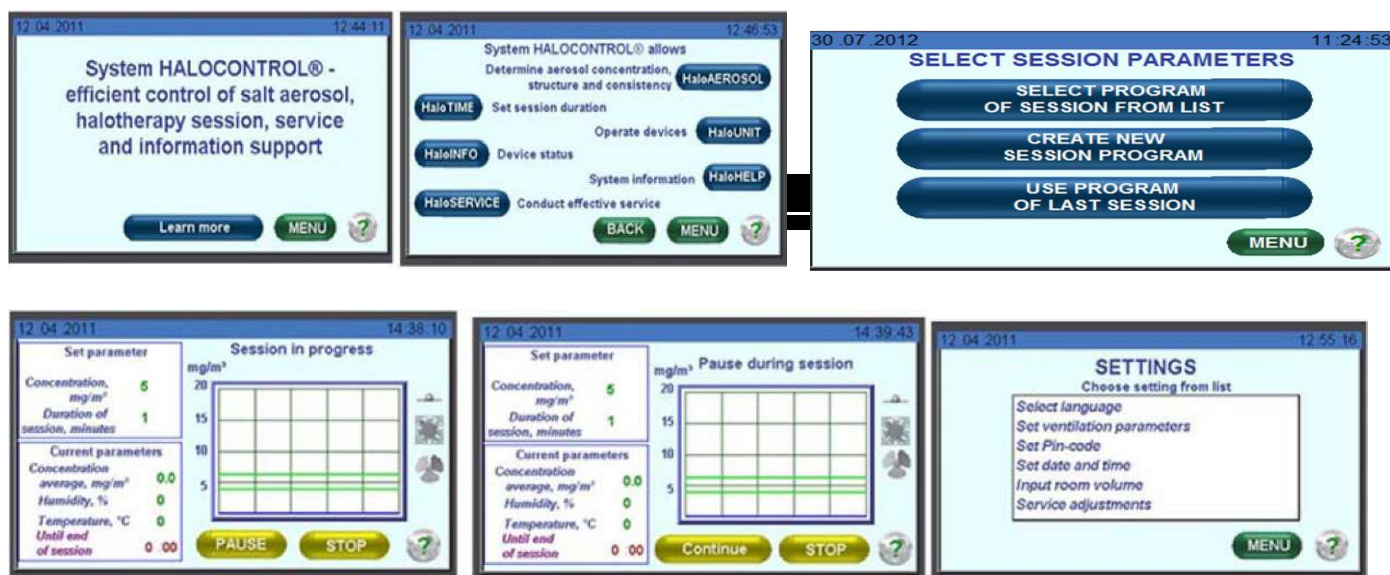 12 04 2011 12:44:11
System HALOCONTROL® -
efficient control of salt aerosol,
halotherapy session, service
and information support
Learn more MENU ?
12 04 2011 12:46:53
System HALOCONTROL® allows
Determine aerosol concentration,
structure and consistency HaloAEROSOL
HaloTIME Set session duration
Operate devices HaloUNIT
HaloINFO Device status
System information HaloHELP
HaloSERVICE Conduct effective service
BACK MENU ?
30 .07 .2012 11:24:53
SELECT SESSION PARAMETERS
SELECT PROGRAM
OF SESSION FROM LIST
CREATE NEW
SESSION PROGRAM
USE PROGRAM
OF LAST SESSION
MENU ?
12 04 2011 14:38:10
Set parameter
Concentration, 5
mg/m³
Duration of 1
session, minutes
Current parameters
Concentration
average, mg/m³ 0.0
Humidity, % 0
Temperature, °C 0
Until end
of session 0 :00
Session in progress
mg/m³
20
15
10
5
PAUSE STOP ?
12 04 2011 14:39:43
Set parameter
Concentration, 5
mg/m³
Duration of 1
session, minutes
Current parameters
Concentration
average, mg/m³ 0.0
Humidity, % 0
Temperature, °C 0
Until end
of session 0 :00
Pause during session
mg/m³
20
15
10
5
Continue STOP ?
12 04 2011 12:55:16
SETTINGS
Choose setting from list
Select language
Set ventilation parameters
Set Pin-code
Set date and time
Input room volume
Service adjustments
MENU ?